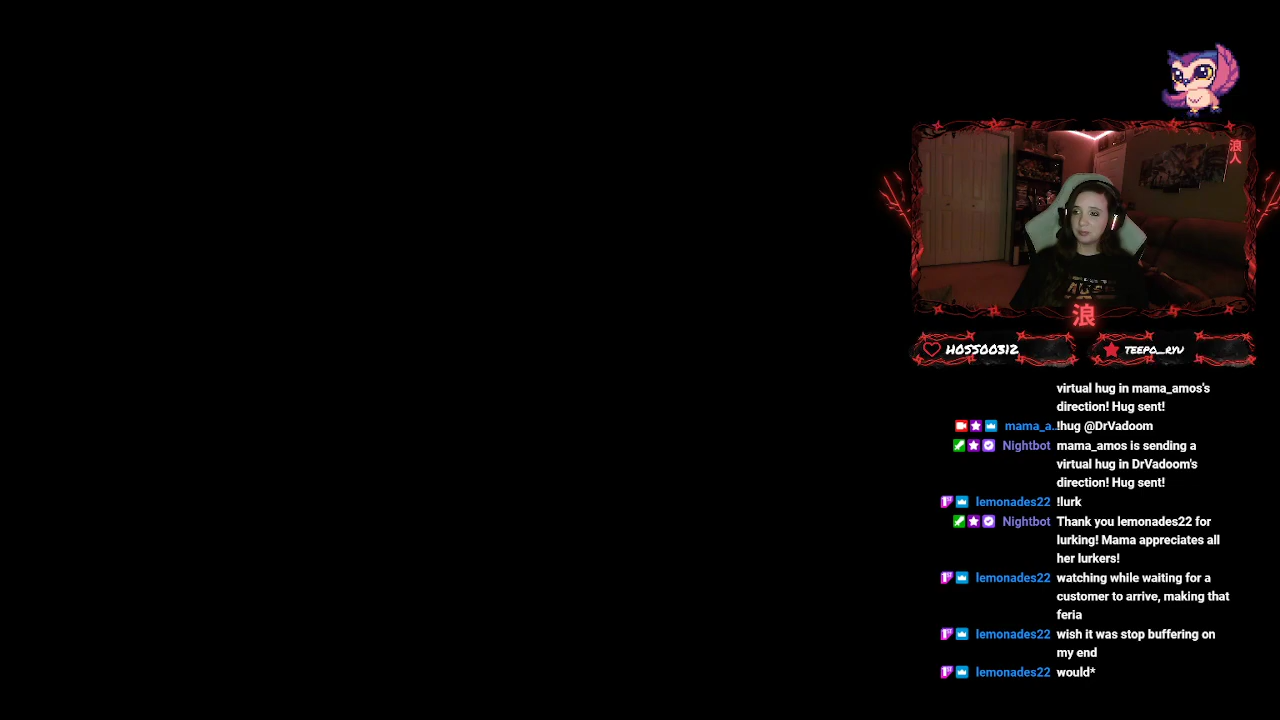 浪
人
浪
HOSS00312
TEEPO_RYU
virtual hug in mama_amos's
direction! Hug sent!
mama_a.. !hug @DrVadoom
Nightbot mama_amos is sending a
virtual hug in DrVadoom's
direction! Hug sent!
lemonades22 !lurk
Nightbot Thank you lemonades22 for
lurking! Mama appreciates all
her lurkers!
lemonades22 watching while waiting for a
customer to arrive, making that
feria
lemonades22 wish it was stop buffering on
my end
lemonades22 would*